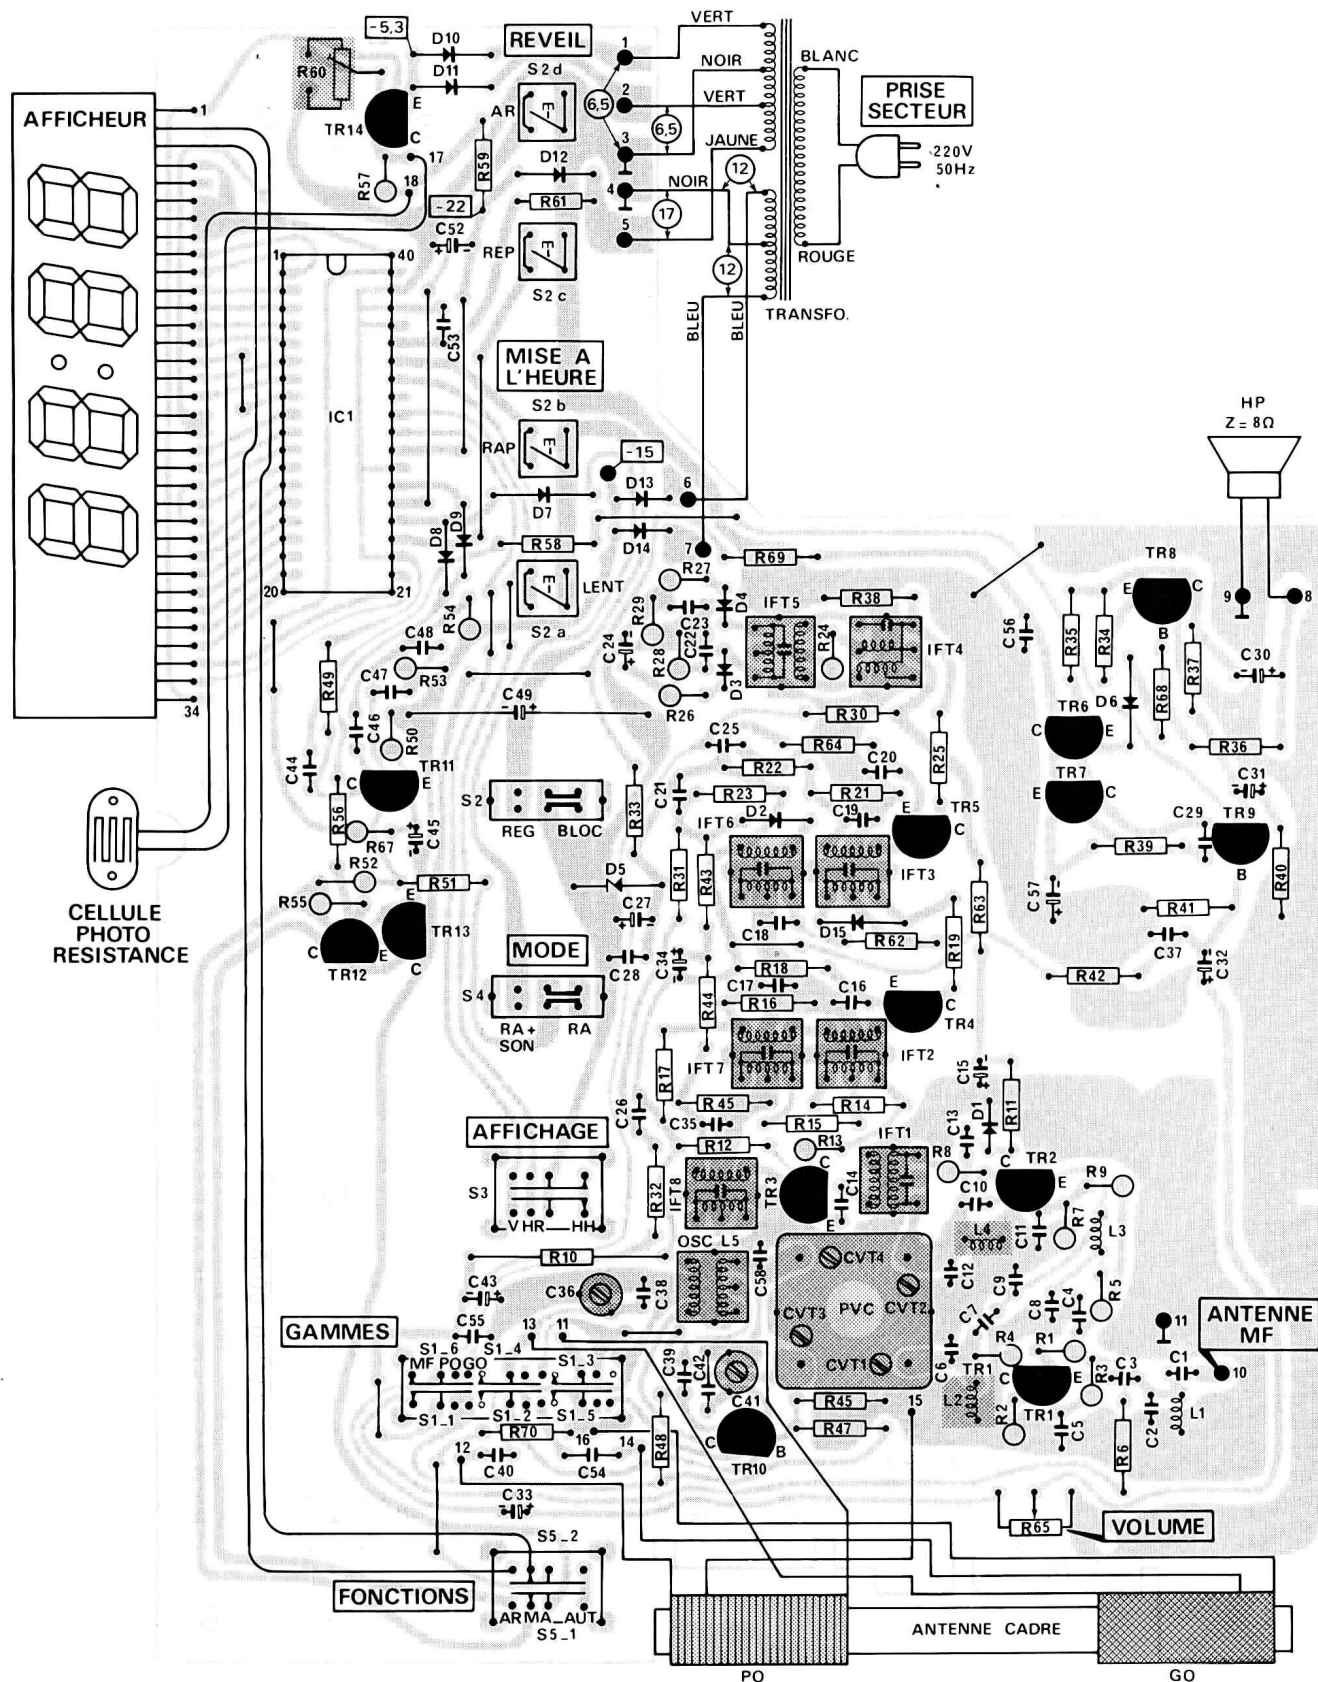 VERT
-5,3
D10
REVEIL
1
R60
D11
S2d
NOIR
BLANC
PRISE
SECTEUR
AFFICHEUR
1
E
AR
6,5
2
VERT
TR14
C
R59
6,5
220V
50Hz
17
D12
3
JAUNE
R57
18
12
-22
R61
4
NOIR
17
C52
5
REP
ROUGE
1
40
12
S2c
BLEU
BLEU
TRANSFO.
C53
MISE A
L'HEURE
S2b
HP
Z = 8Ω
IC1
RAP
-15
D13
6
D7
D8
D9
R58
D14
7
R69
TR8
R27
E
C
20
21
LENT
D4
IFT5
R38
9
8
R54
S2a
R29
C23
C56
R35
R34
B
C48
C24
R28
C22
R24
IFT4
R37
C30
R49
C47
R53
D3
D6
R68
34
C49
R26
R30
TR6
C
E
C46
R50
C25
R64
R25
R36
C44
TR11
R22
C20
TR7
C
E
S2
C21
R23
R21
E
C
C31
R56
REG
BLOC
R33
D2
C19
E
TR5
R67
C45
IFT6
C
C29
TR9
R39
R52
R51
D5
R31
R43
IFT3
B
R40
R55
E
R63
C57
CELLULE
PHOTO
RESISTANCE
C27
C18
D15
R41
C
TR13
R19
TR12
E
C
MODE
R62
C37
C28
C34
R18
C32
S4
C17
R42
R44
R16
C16
E
C
RA +
SON
RA
TR4
IFT7
IFT2
R17
C15
C26
R45
R14
R11
AFFICHAGE
C35
R15
C13
D1
R12
R13
IFT1
R8
C
TR2
S3
R32
IFT8
TR3
C
C14
C10
E
R9
V HR
HH
E
L4
C11
R7
L3
R10
OSC
L5
C58
CVT4
C43
C36
C38
CVT3
PVC
CVT2
C12
C9
C8
C4
R5
GAMMES
C55
13
11
C7
11
ANTENNE
MF
S1_6
S1_4
S1_3
C39
C42
CVT1
C6
R4
R1
MF PO GO
TR1
C
E
R3
C3
C1
10
C41
R45
15
L2
S1_1
S1_2
S1_5
TR1
C2
L1
R70
R48
C
B
R47
R2
C5
R6
12
16
14
TR10
C40
C54
C33
R65
VOLUME
S5_2
FONCTIONS
AR MA_AUT
S5_1
ANTENNE CADRE
PO
GO